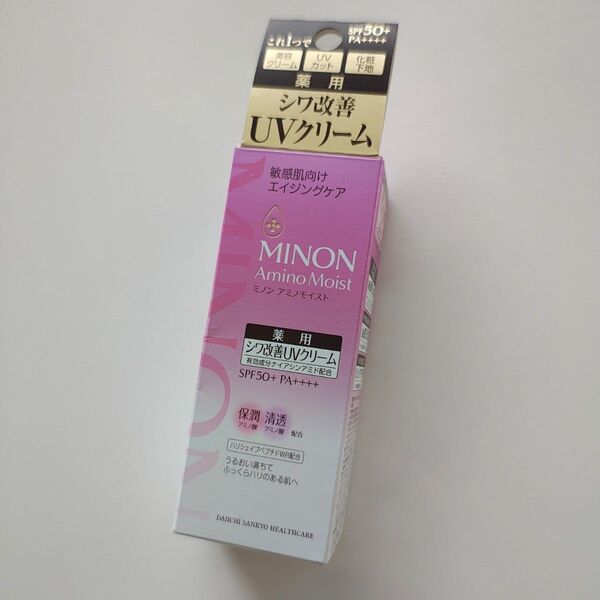 これ1つで
SPF50+
PA++++
美容
クリーム
UV
カット
化粧
下地
薬用
シワ改善
UVクリーム
敏感肌向け
エイジングケア
MINON
Amino Moist
ミノン アミノモイスト
薬用
シワ改善UVクリーム
有効成分ナイアシンアミド配合
SPF50+ PA++++
保潤
アミノ酸
清透
アミノ酸
配合
ハリシェイプペプチドWR配合
うるおい満ちて
ふっくらハリのある肌へ
DAIICHI SANKYO HEALTHCARE
MINON